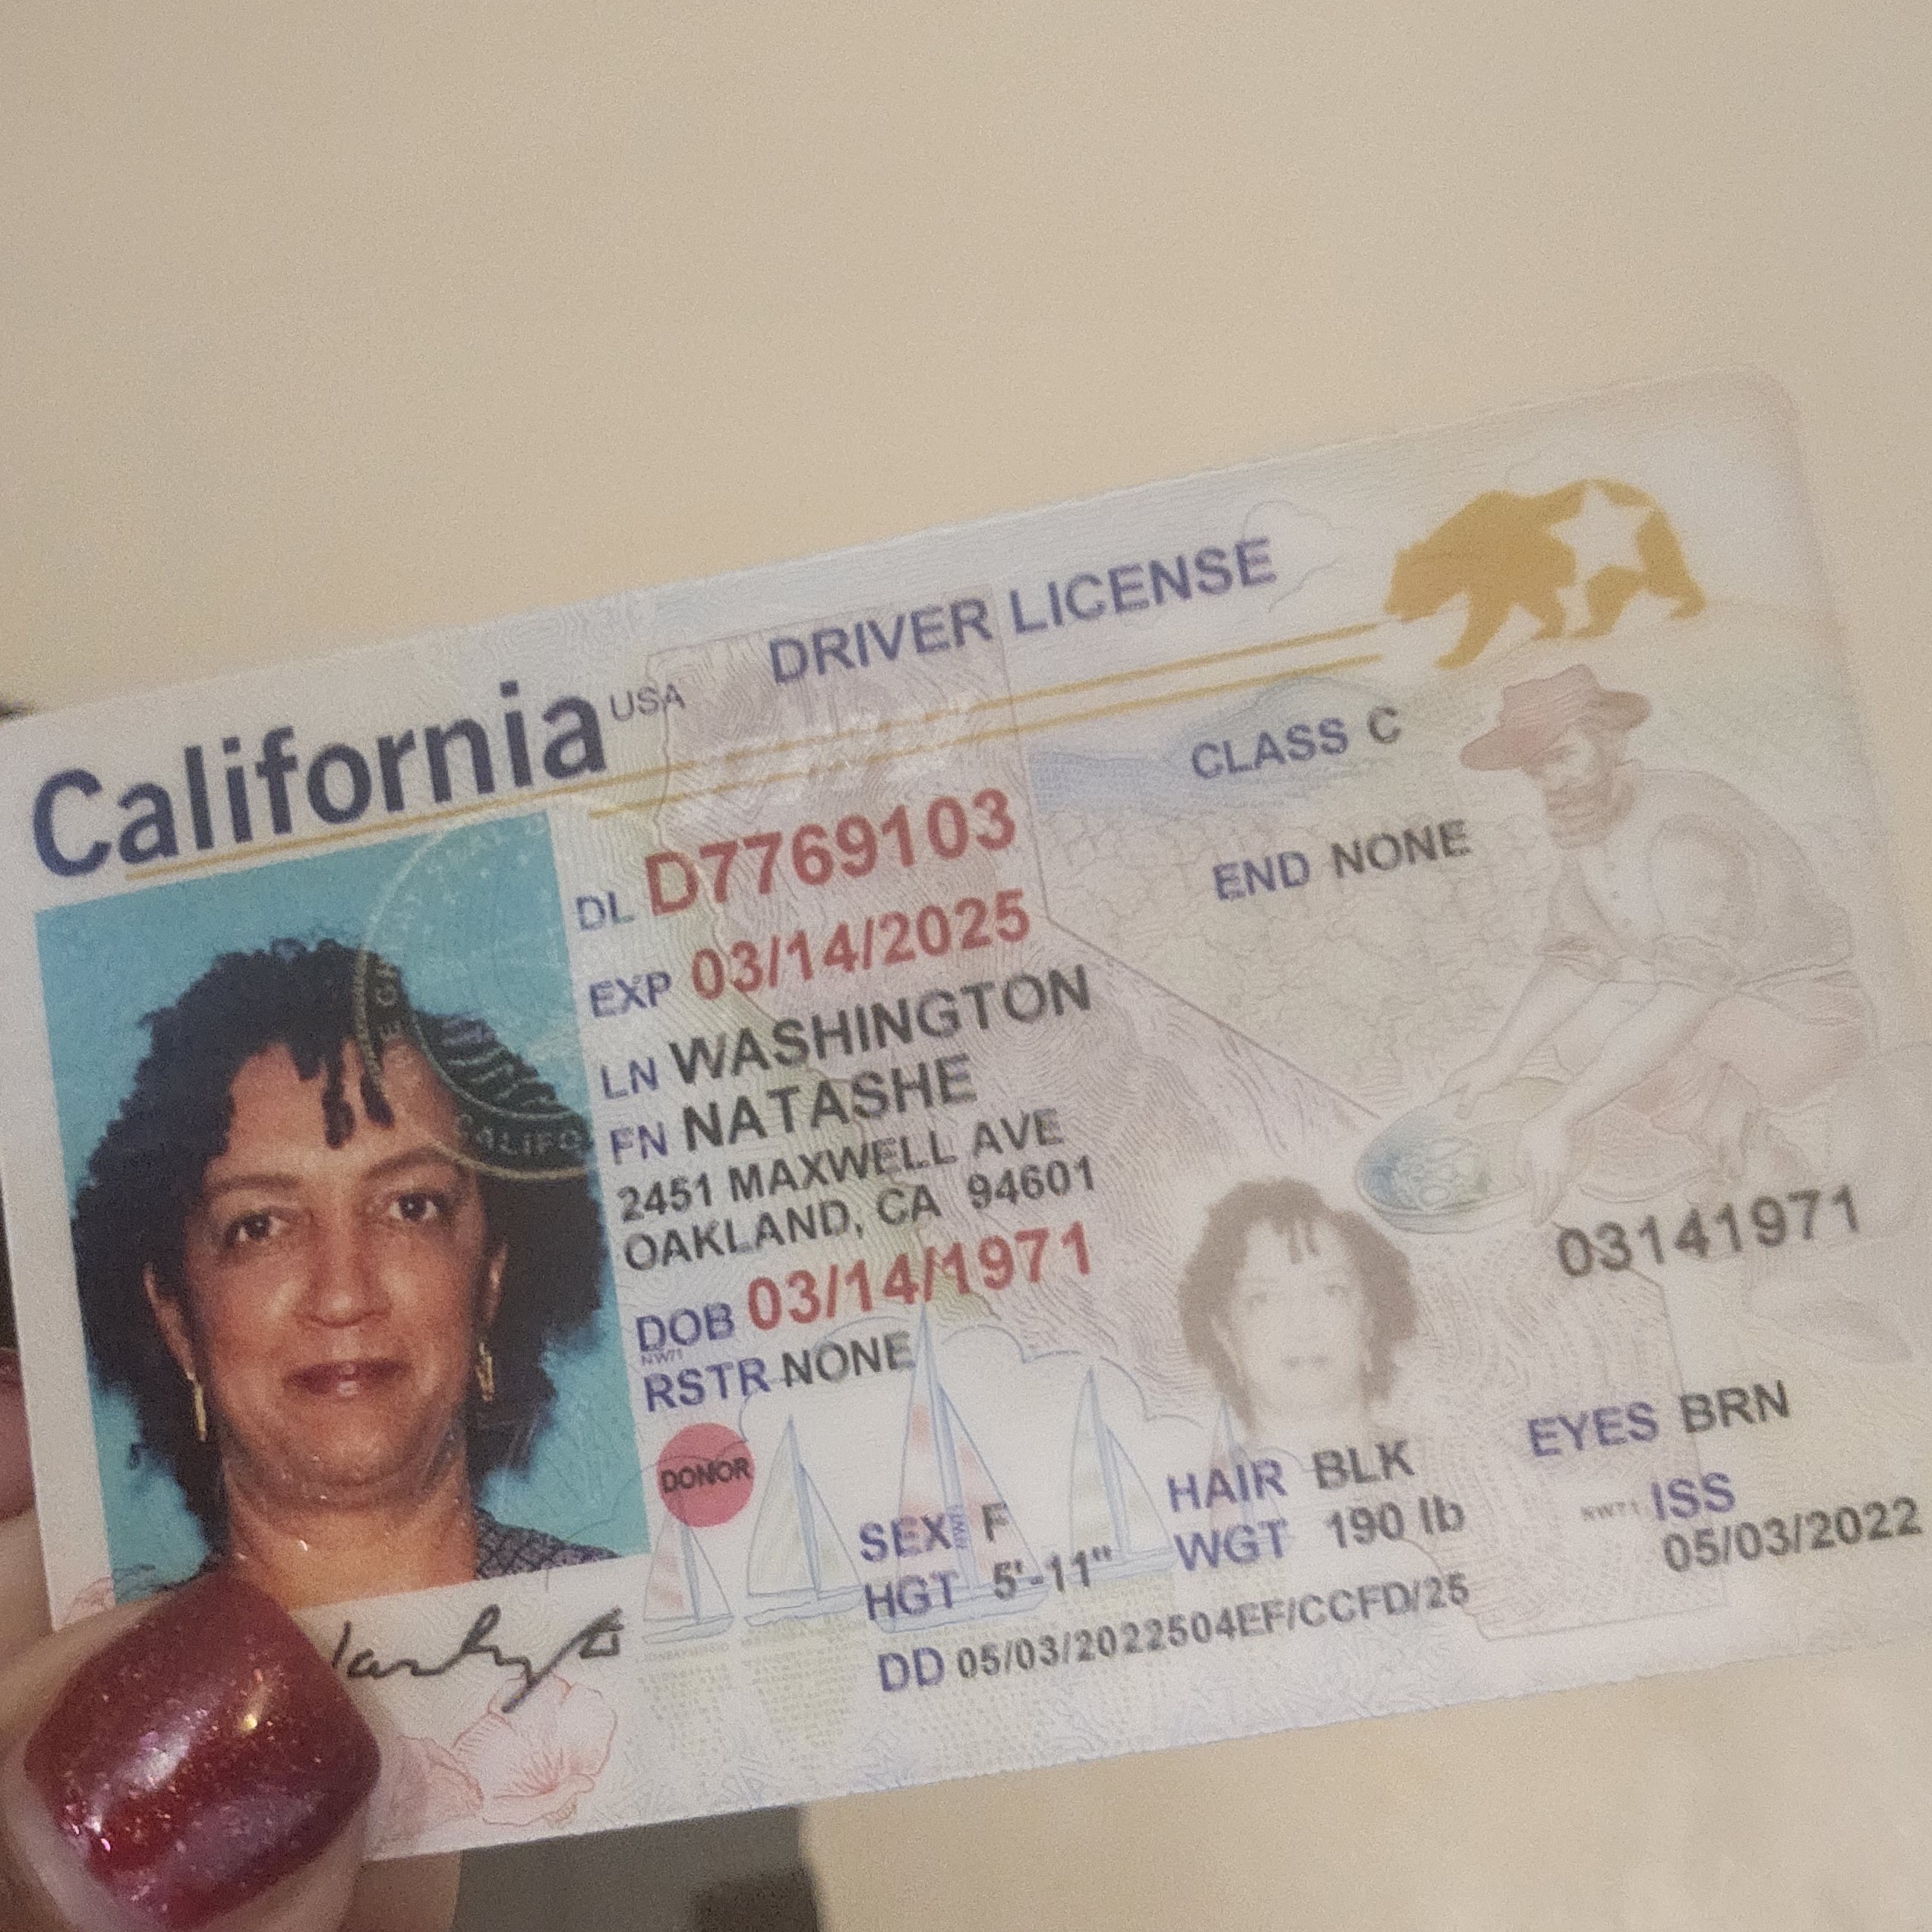 California USA DRIVER LICENSE
DL D7769103 CLASS C
EXP 03/14/2025 END NONE
LN WASHINGTON
FN NATASHE
2451 MAXWELL AVE
OAKLAND, CA 94601
DOB 03/14/1971 03141971
NW71
RSTR NONE
DONOR
SEX F HAIR BLK EYES BRN
HGT 5'-11" WGT 190 lb NW71 ISS
DD 05/03/2022504EF/CCFD/25 05/03/2022